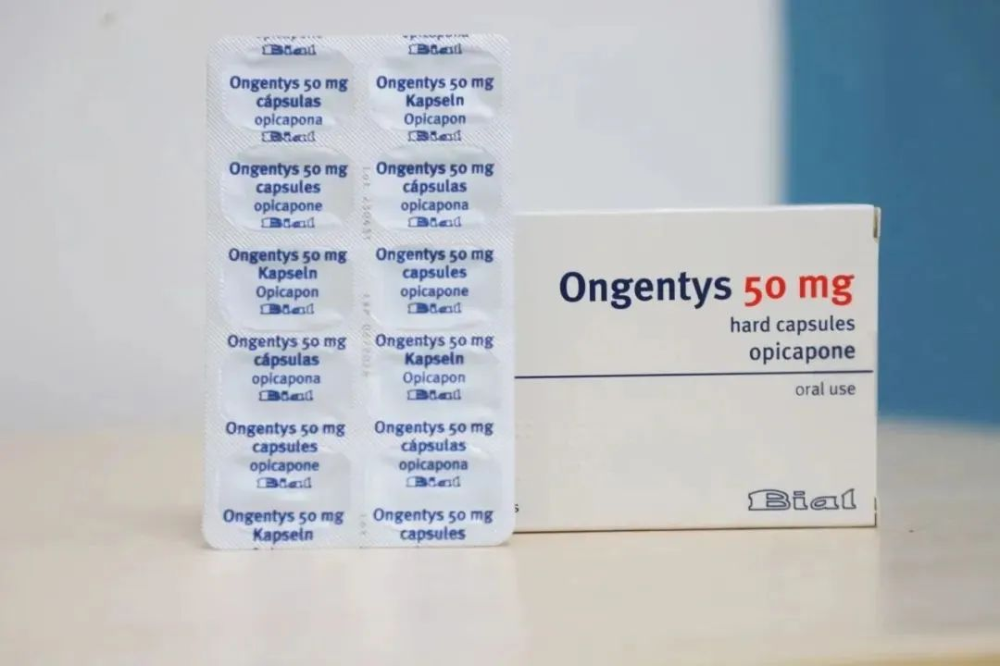 Bial
Ongentys 50 mg
cápsulas
opicapona
Bial
Ongentys 50 mg
capsules
opicapone
Bial
Ongentys 50 mg
Kapseln
Opicapon
Bial
Ongentys 50 mg
cápsulas
opicapona
Bial
Ongentys 50 mg
capsules
opicapone
Bial
Ongentys 50 mg
Kapseln
Bial
Ongentys 50 mg
Kapseln
Opicapon
Bial
Ongentys 50 mg
cápsulas
opicapona
Bial
Ongentys 50 mg
capsules
opicapone
Bial
Ongentys 50 mg
Kapseln
Opicapon
Bial
Ongentys 50 mg
cápsulas
opicapona
Bial
Ongentys 50 mg
capsules
Ongentys 50 mg
hard capsules
opicapone
oral use
Bial